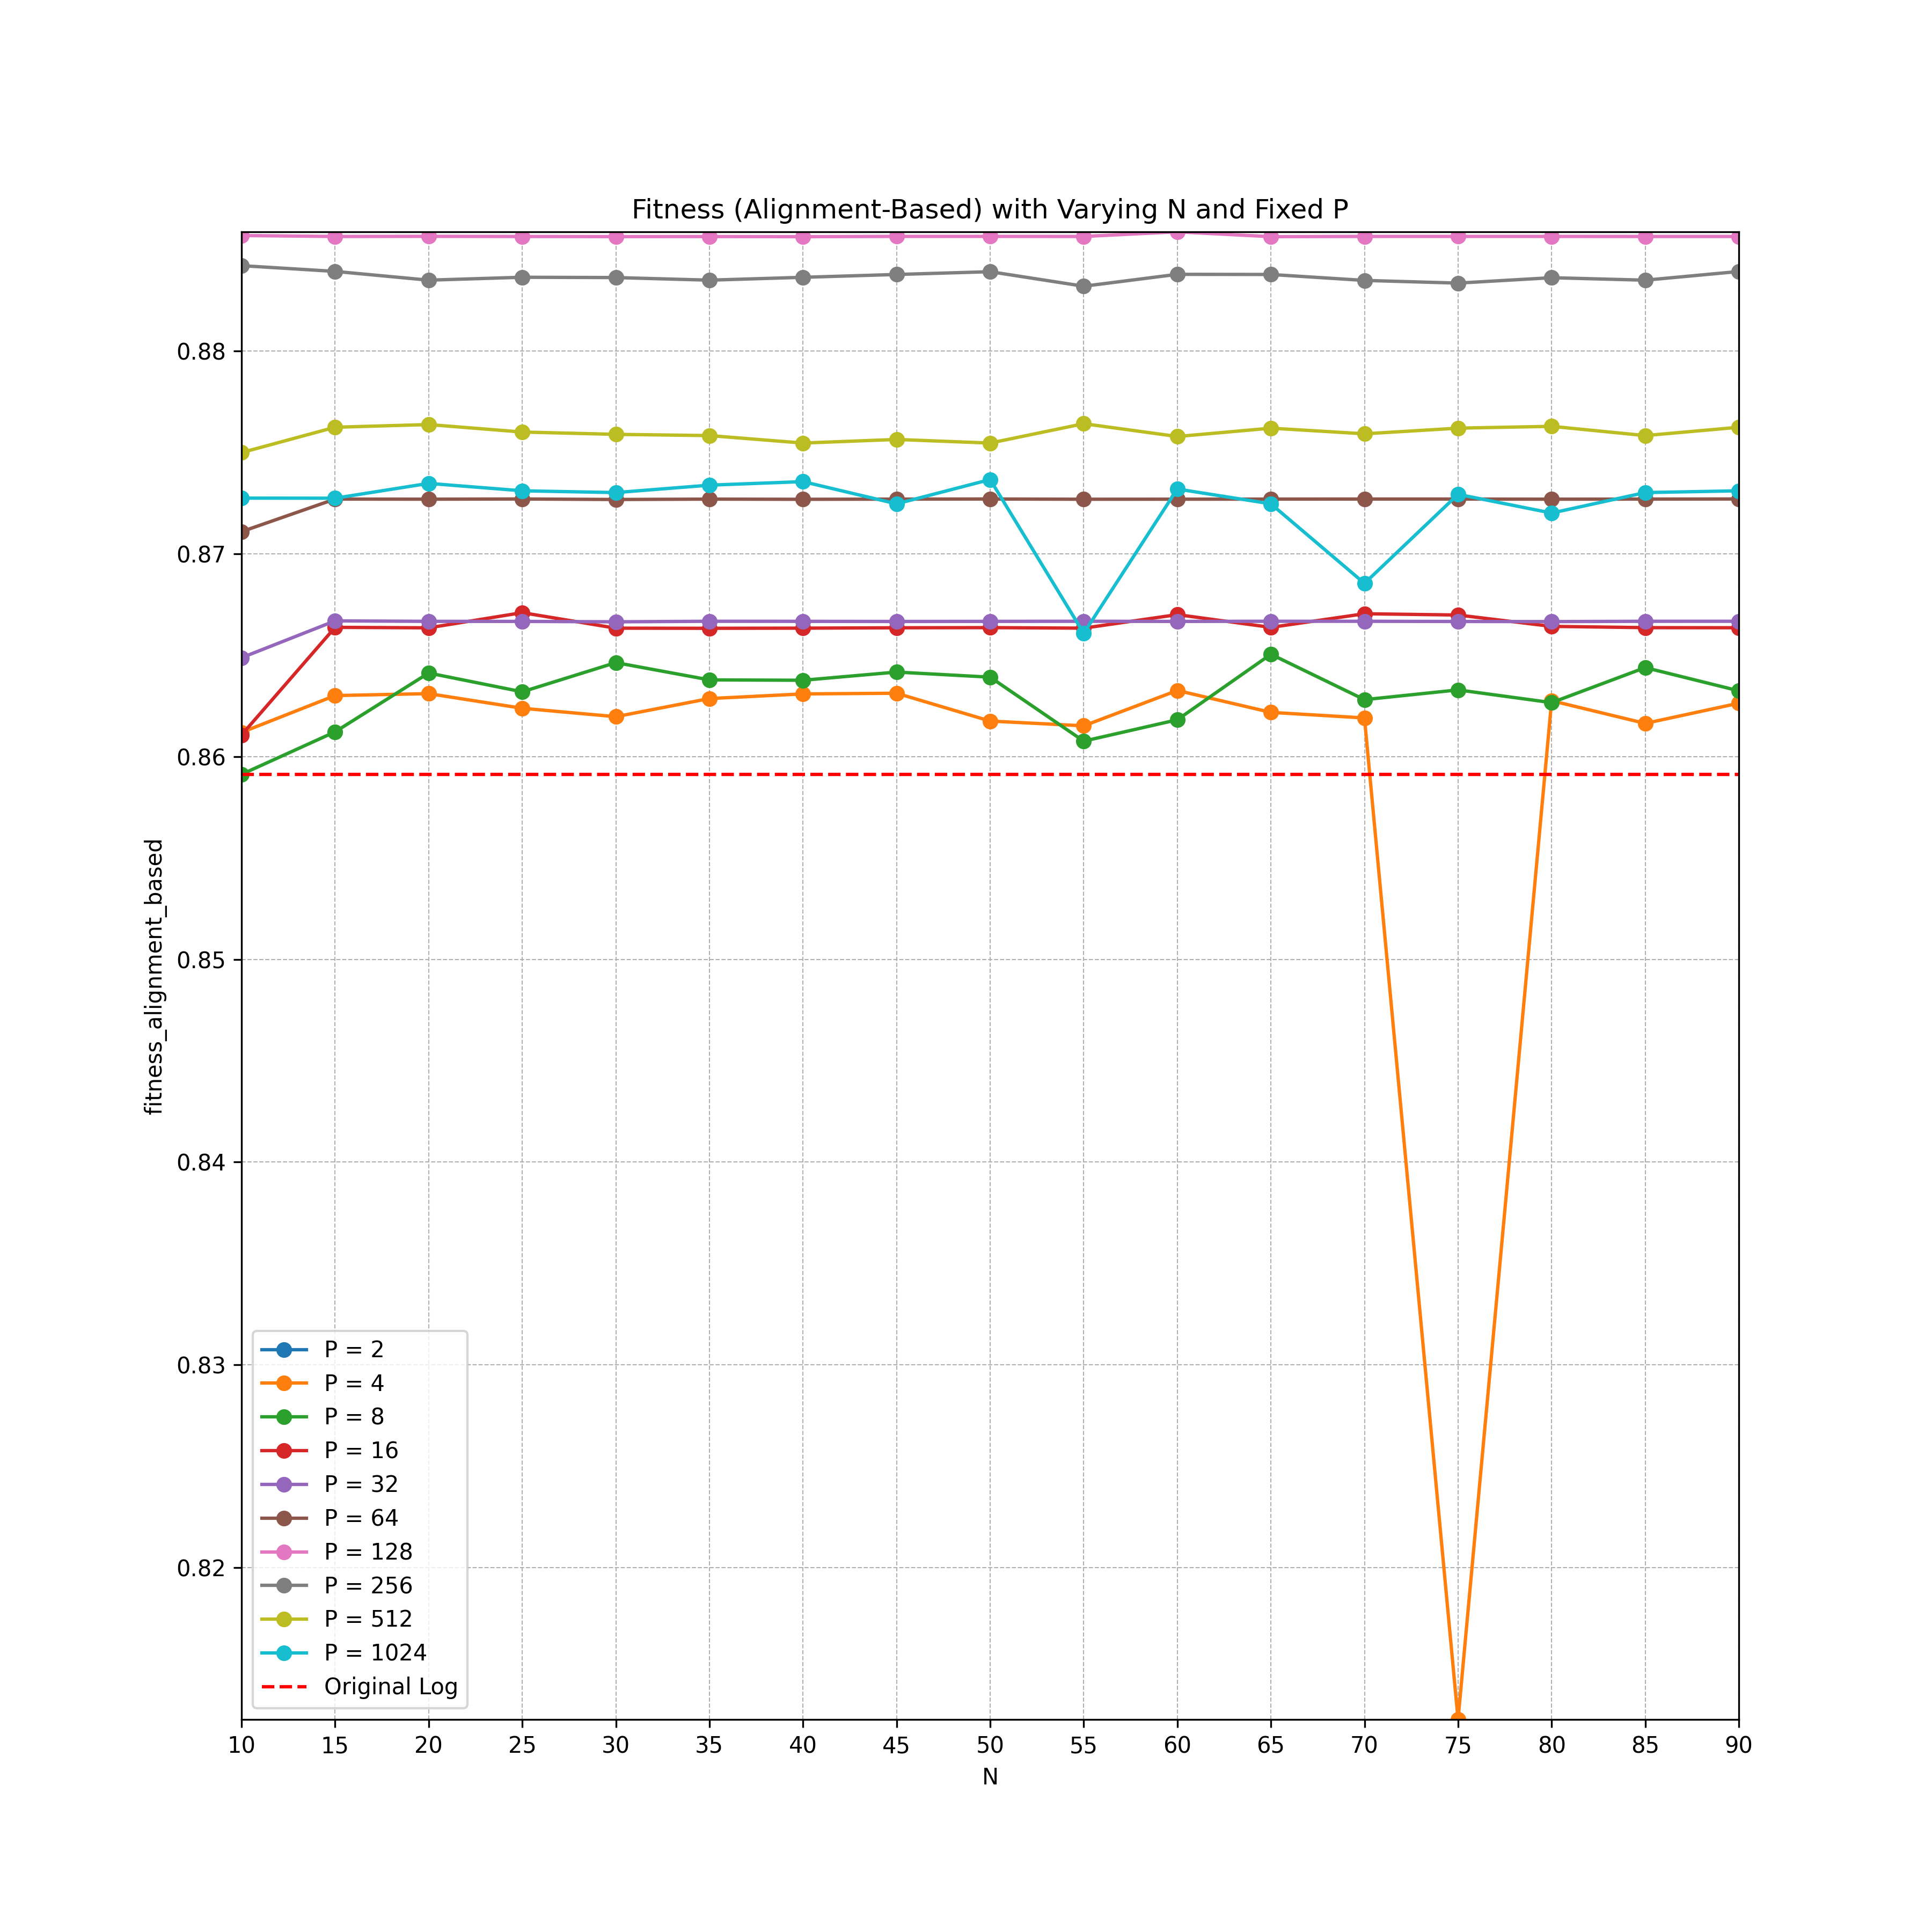 Fitness (Alignment-Based) with Varying N and Fixed P
fitness_alignment_based
0.88
0.87
0.86
0.85
0.84
0.83
0.82
P = 2
P = 4
P = 8
P = 16
P = 32
P = 64
P = 128
P = 256
P = 512
P = 1024
Original Log
10 15 20 25 30 35 40 45 50 55 60 65 70 75 80 85 90
N